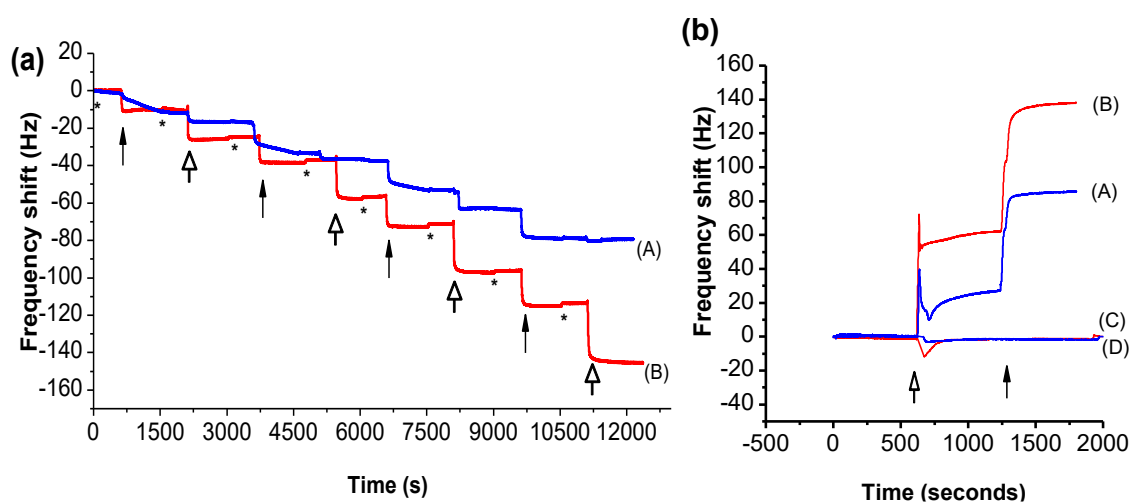 (a)
Frequency shift (Hz)
20
0
-20
-40
-60
-80
-100
-120
-140
-160
* * * * * * * *
(A)
(B)
0 1500 3000 4500 6000 7500 9000 10500 12000
Time (s)
(b)
Frequency shift (Hz)
160
140
120
100
80
60
40
20
0
-20
-40
(B)
(A)
(C)
(D)
-500 0 500 1000 1500 2000
Time (seconds)